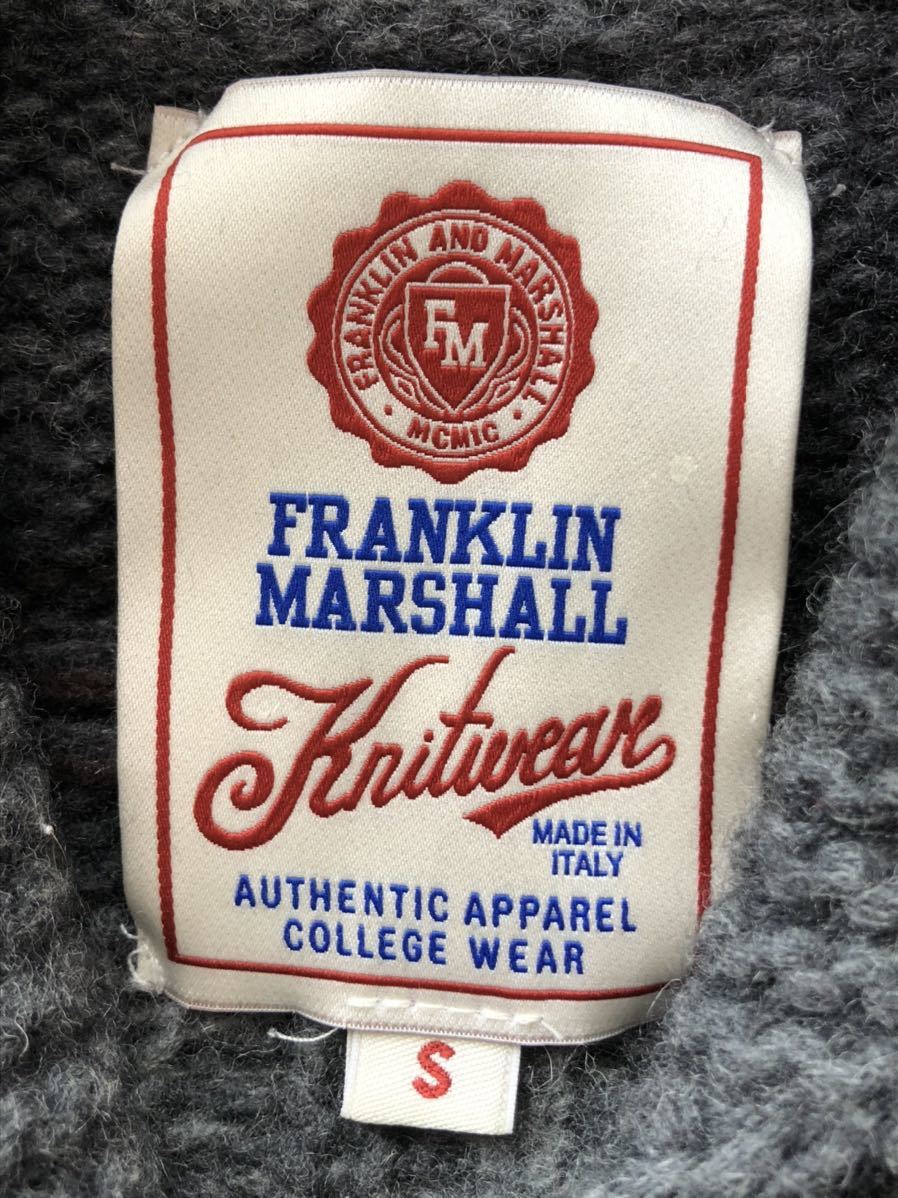 FRANKLIN AND MARSHALL
FM
· MCMIC ·
FRANKLIN
MARSHALL
Knitwear
MADE IN
ITALY
AUTHENTIC APPAREL
COLLEGE WEAR
S